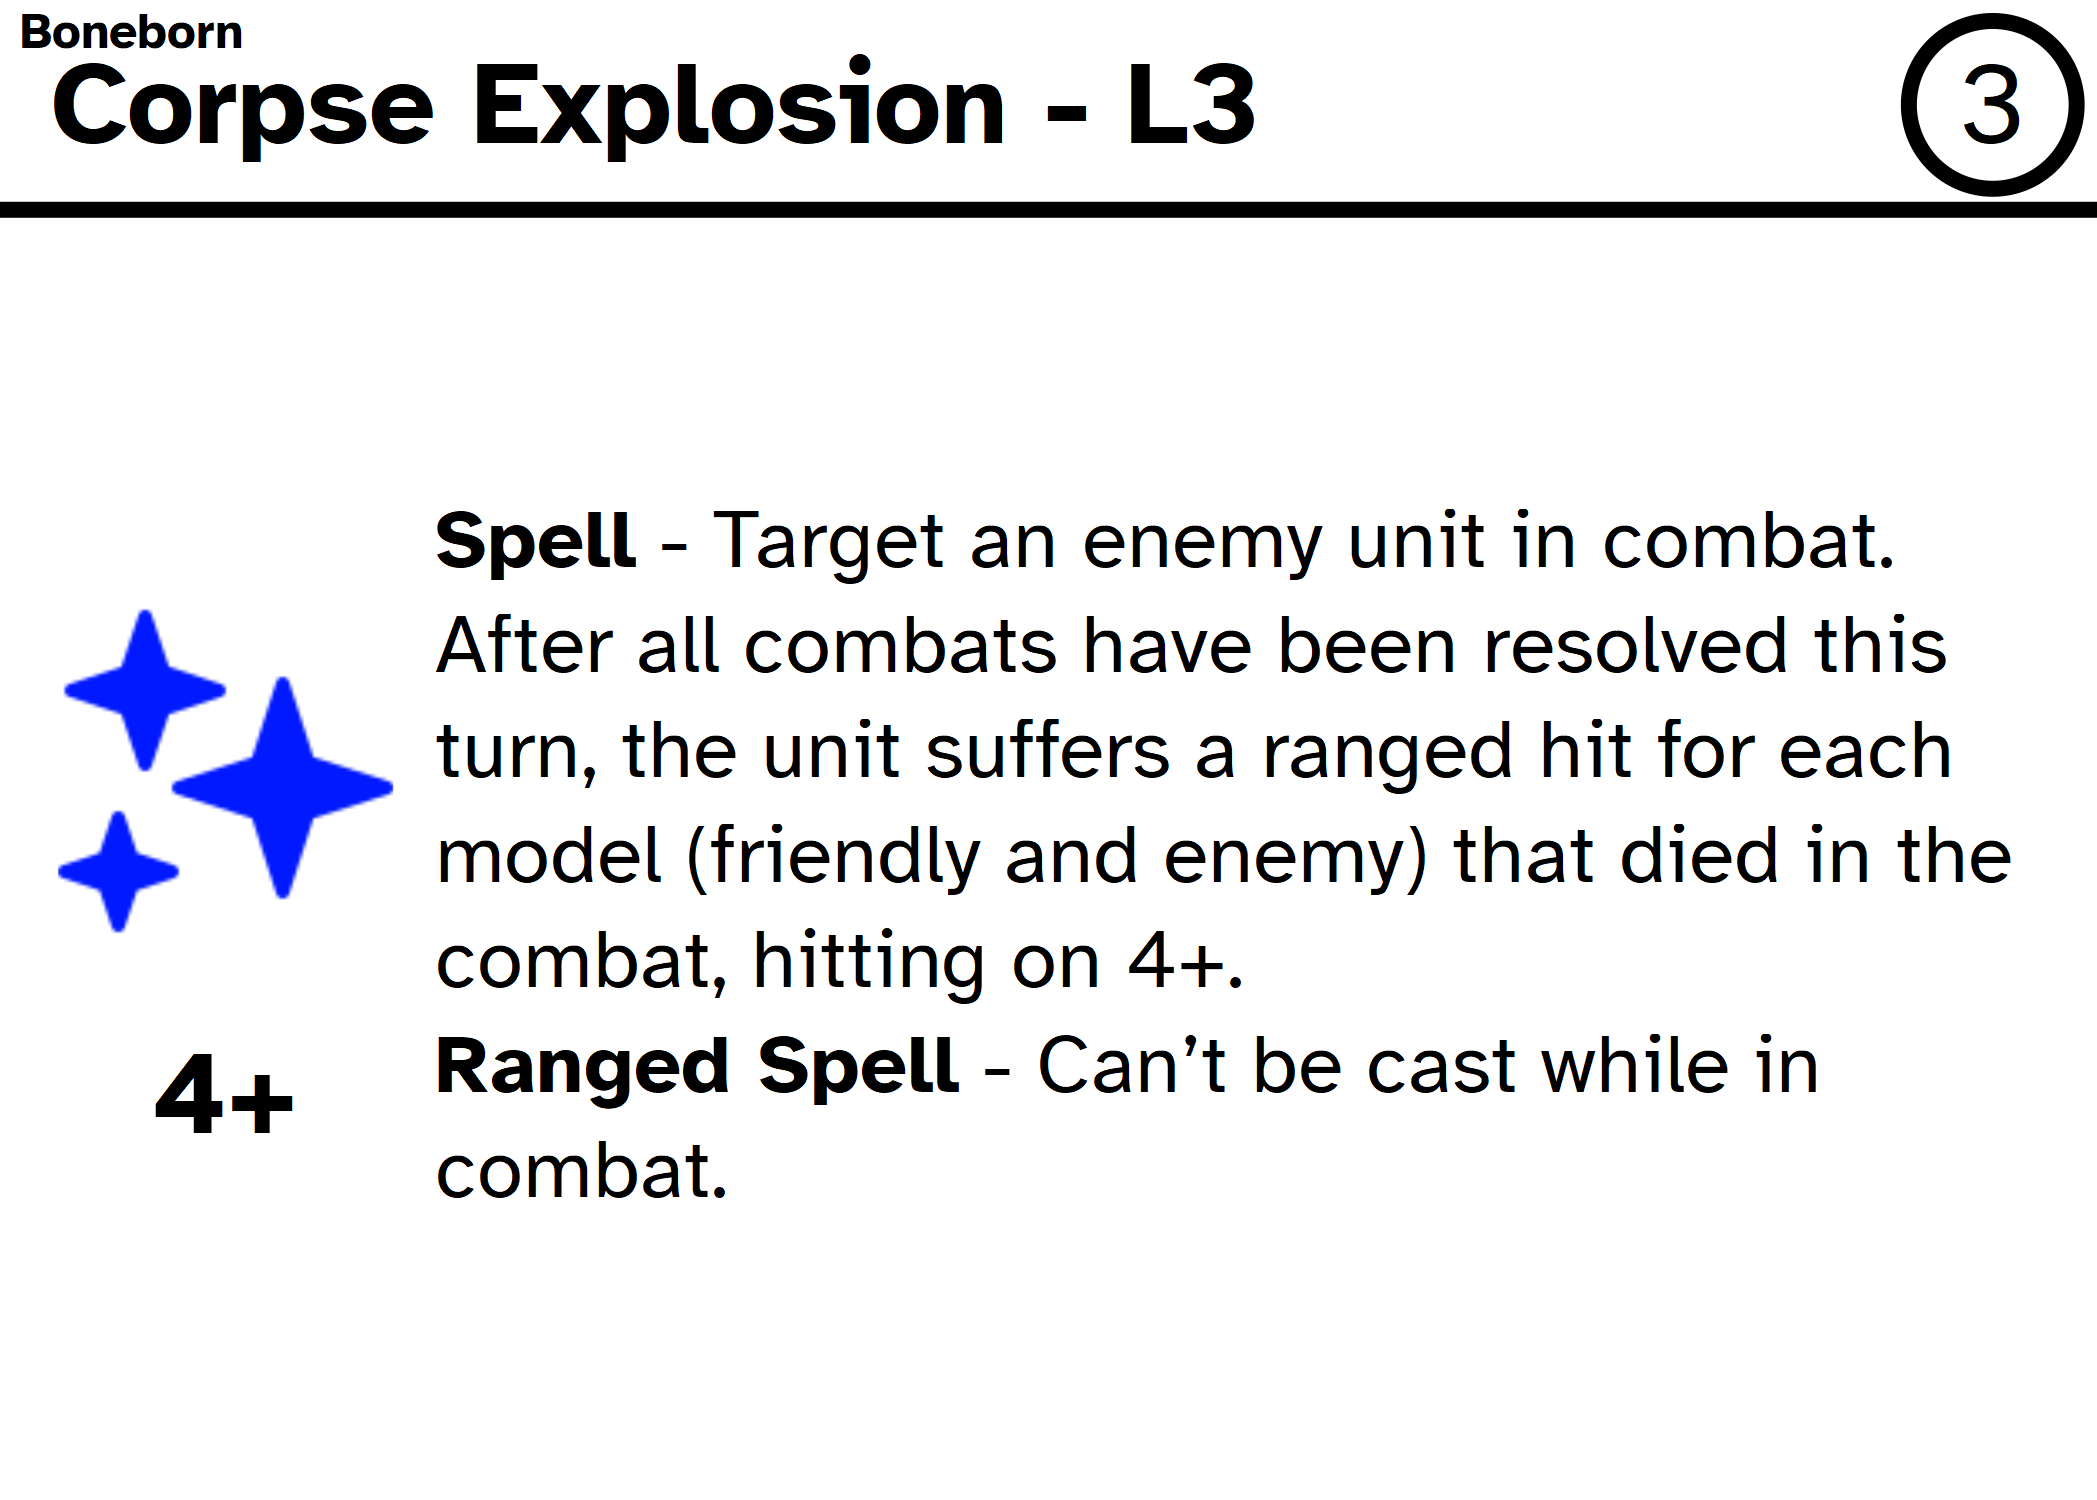 Boneborn
Corpse Explosion - L3
3
Spell - Target an enemy unit in combat.
After all combats have been resolved this
turn, the unit suffers a ranged hit for each
model (friendly and enemy) that died in the
combat, hitting on 4+.
Ranged Spell - Can’t be cast while in
combat.
4+